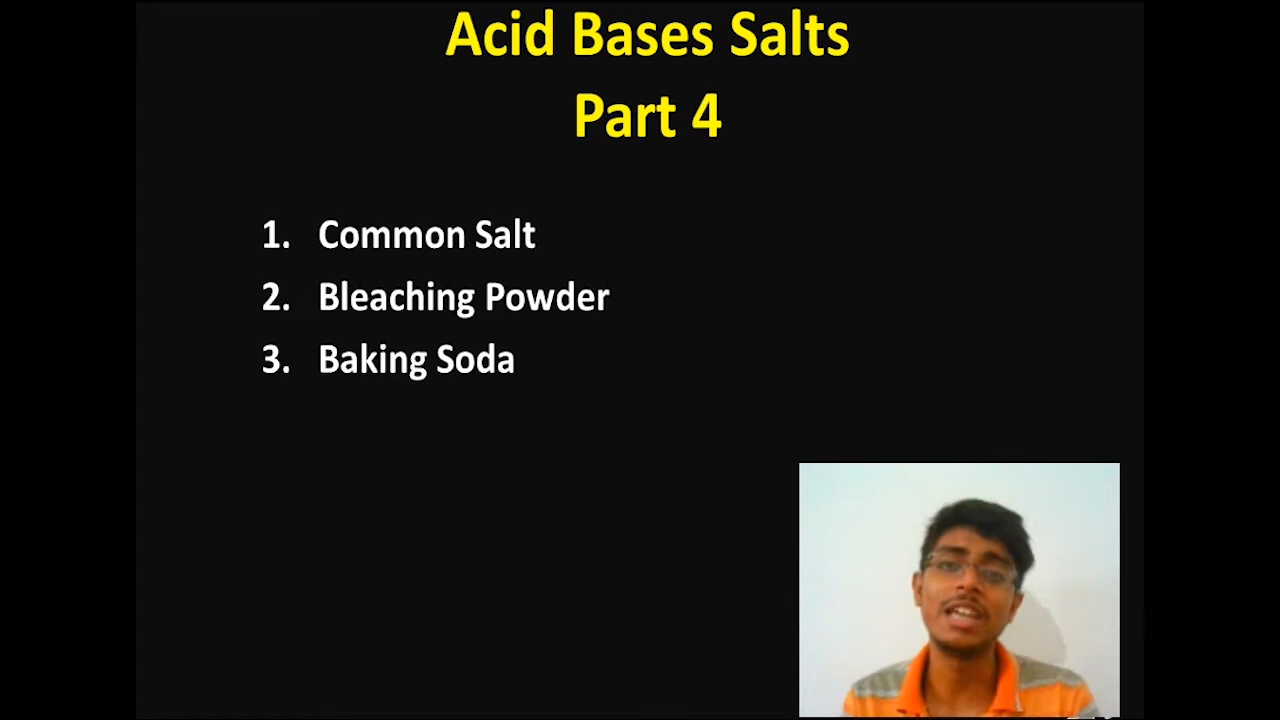 Acid Bases Salts
Part 4
1. Common Salt
2. Bleaching Powder
3. Baking Soda